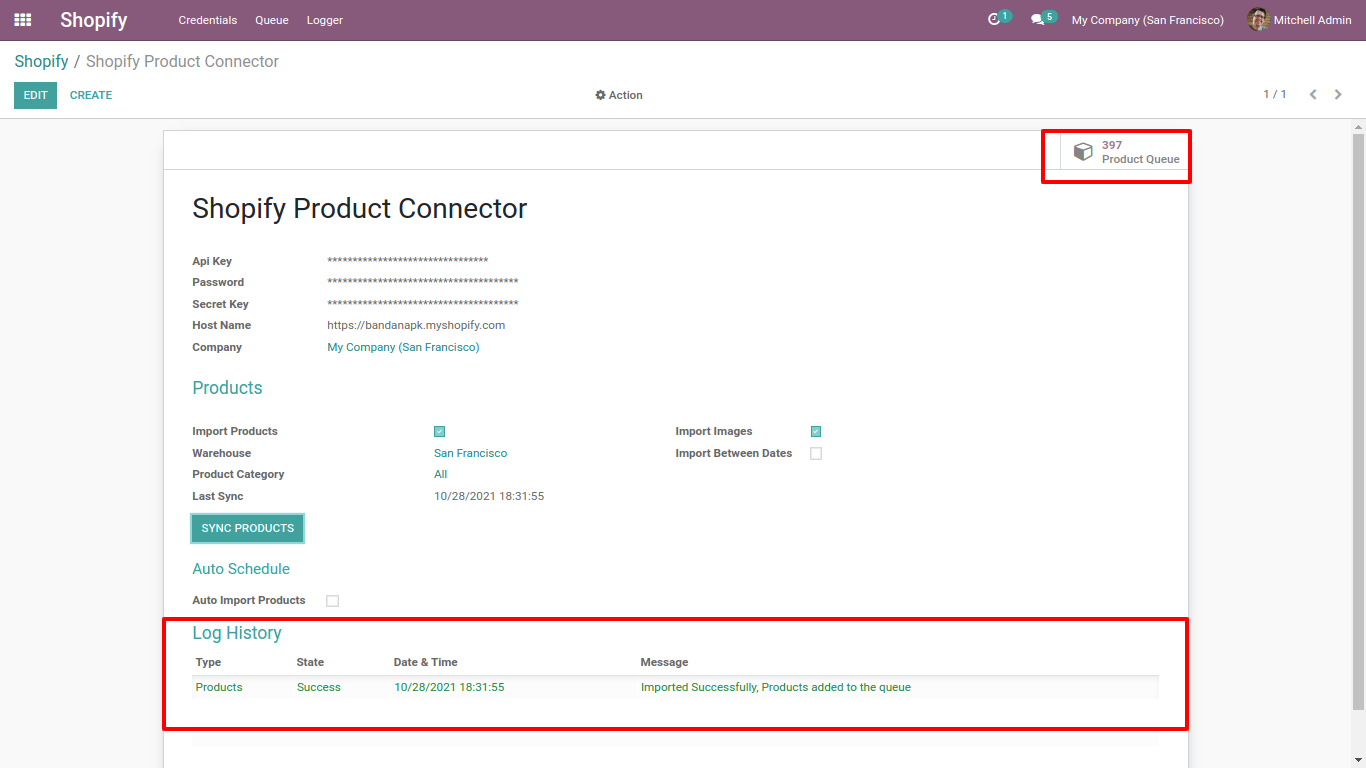 Shopify Credentials Queue Logger 1 5 My Company (San Francisco) Mitchell Admin
Shopify / Shopify Product Connector
EDIT CREATE Action 1 / 1
397
Product Queue
Shopify Product Connector
Api Key ********************************
Password **************************************
Secret Key **************************************
Host Name https://bandanapk.myshopify.com
Company My Company (San Francisco)
Products
Import Products Import Images
Warehouse San Francisco Import Between Dates
Product Category All
Last Sync 10/28/2021 18:31:55
SYNC PRODUCTS
Auto Schedule
Auto Import Products
Log History
Type State Date & Time Message
Products Success 10/28/2021 18:31:55 Imported Successfully, Products added to the queue